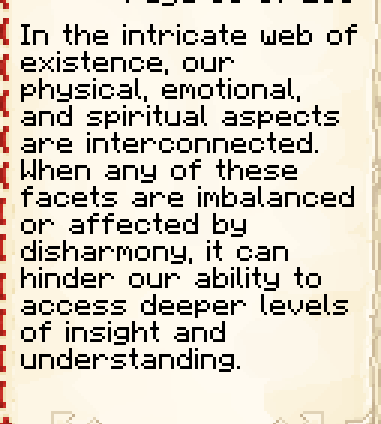 In the intricate web of
existence, our
physical, emotional,
and spiritual aspects
are interconnected.
When any of these
facets are imbalanced
or affected by
disharmony, it can
hinder our ability to
access deeper levels
of insight and
understanding.